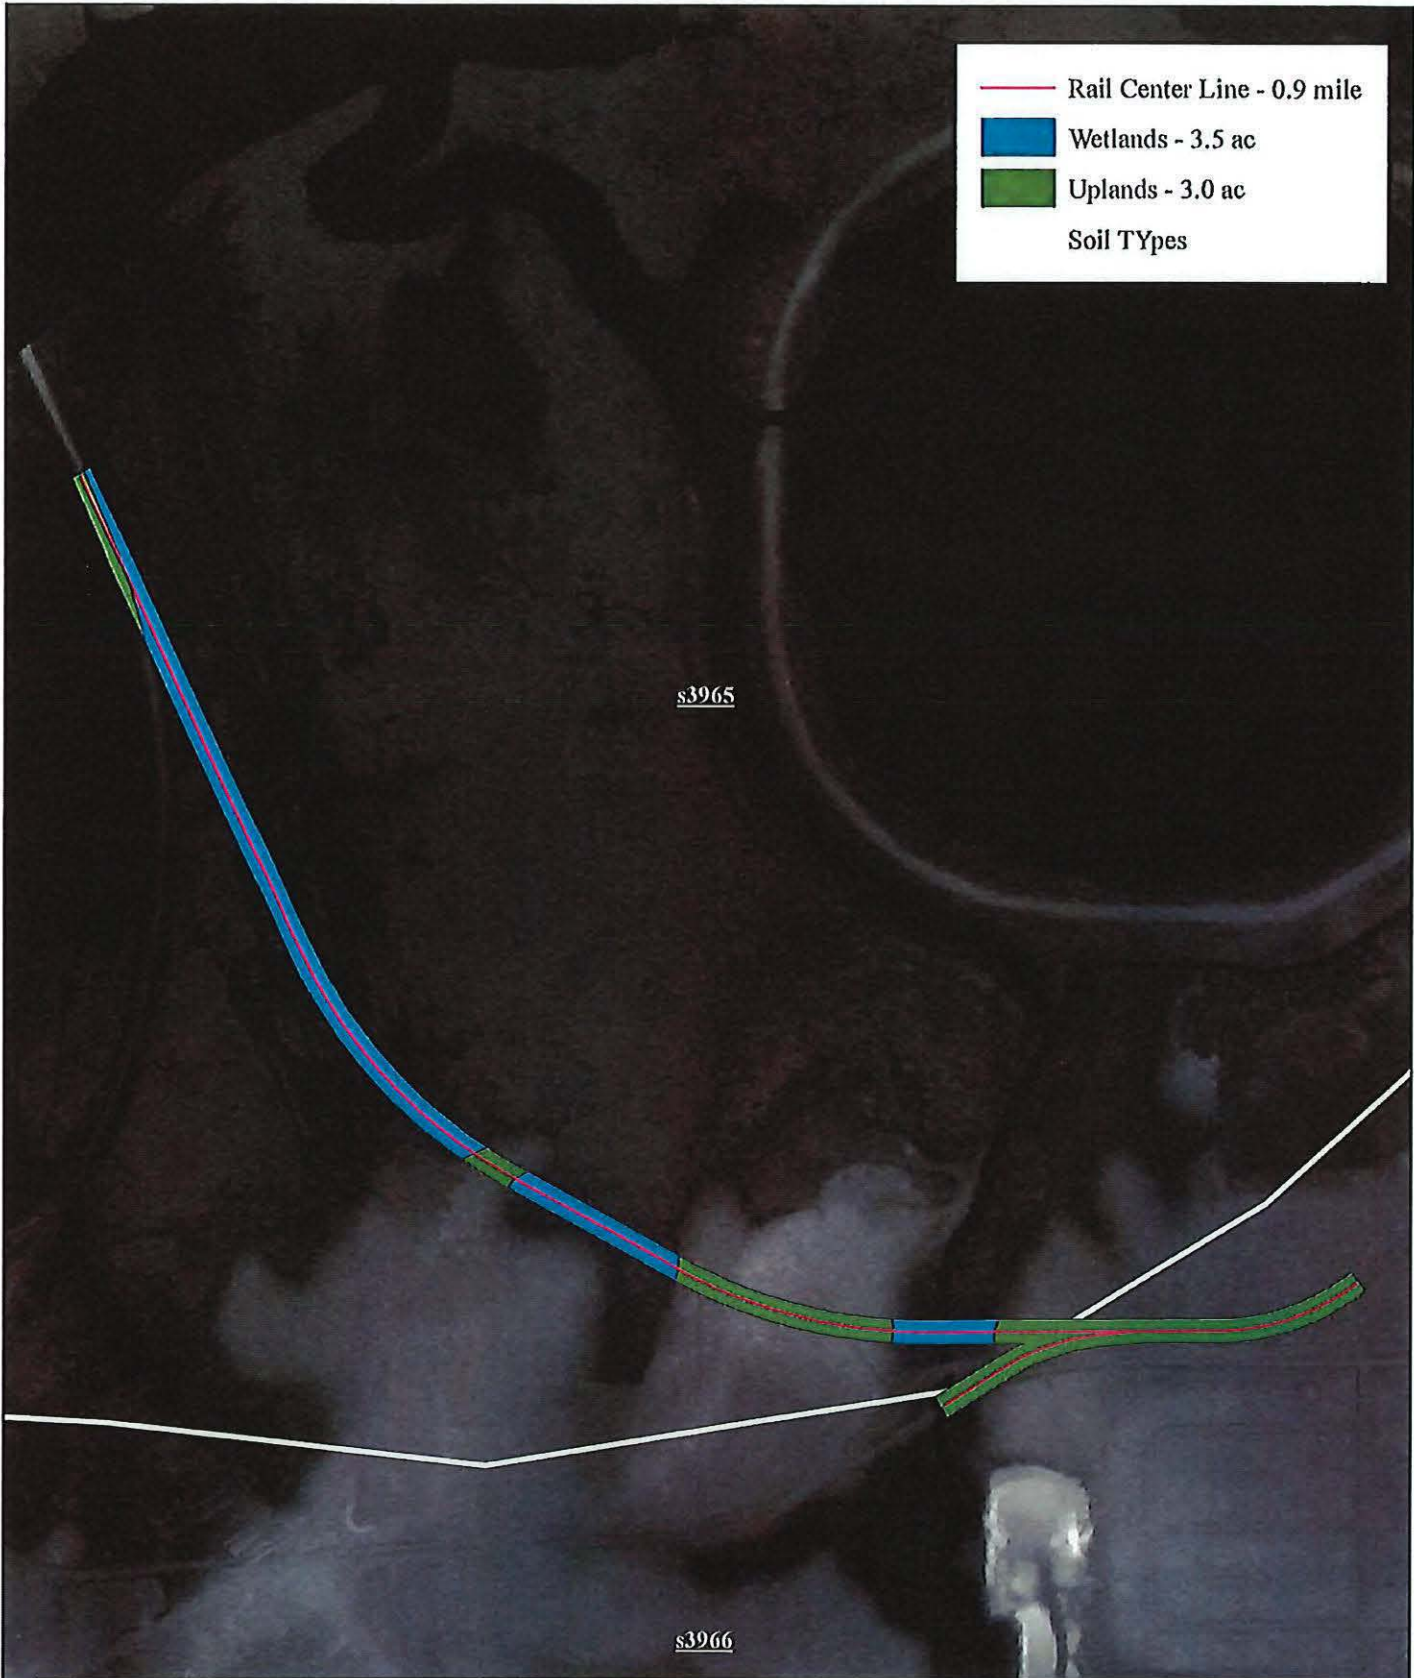 Rail Center Line - 0.9 mile
Wetlands - 3.5 ac
Uplands - 3.0 ac
Soil TYpes
s3965
s3966